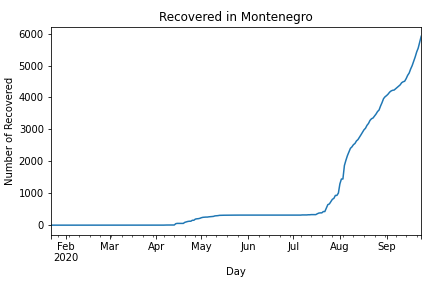 Recovered in Montenegro
Number of Recovered
6000
5000
4000
3000
2000
1000
0
Feb Mar Apr May Jun Jul Aug Sep
2020
Day